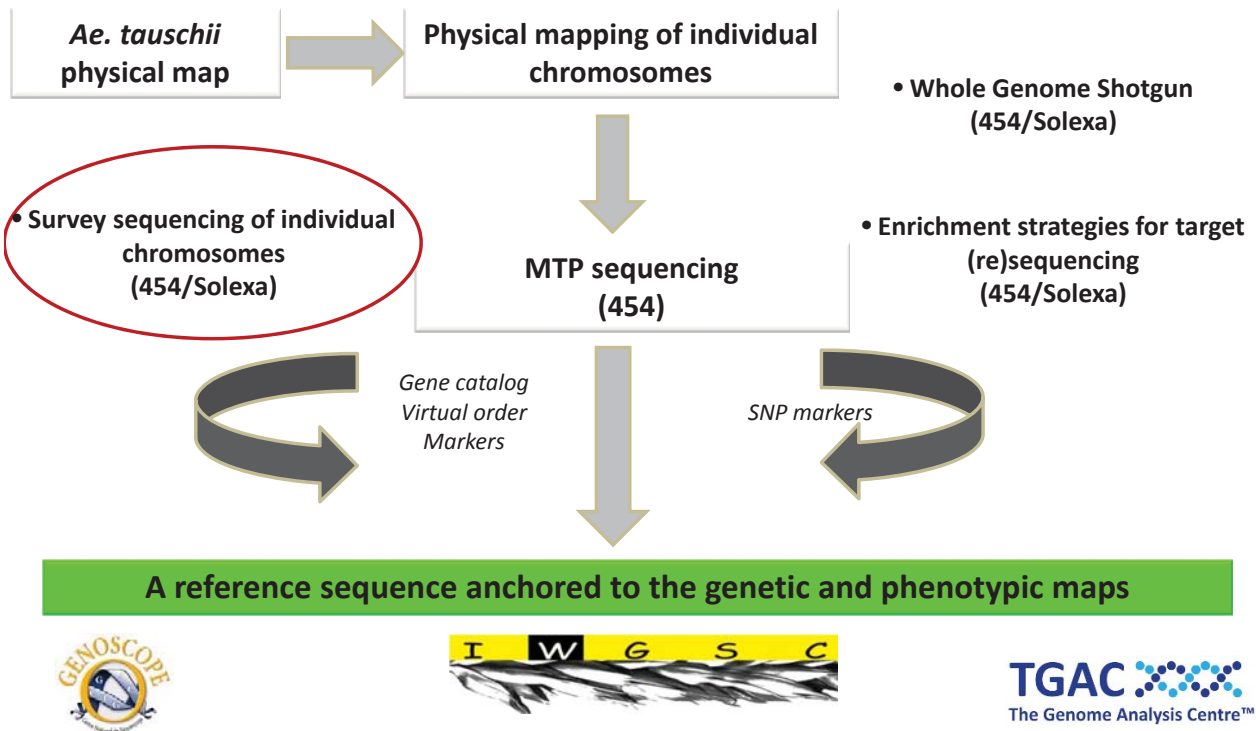 Ae. tauschii
physical map
Physical mapping of individual
chromosomes
• Whole Genome Shotgun
(454/Solexa)
• Survey sequencing of individual
chromosomes
(454/Solexa)
MTP sequencing
(454)
• Enrichment strategies for target
(re)sequencing
(454/Solexa)
Gene catalog
Virtual order
Markers
SNP markers
A reference sequence anchored to the genetic and phenotypic maps
GENOSCOPE
I W G S C
TGAC
The Genome Analysis Centre™